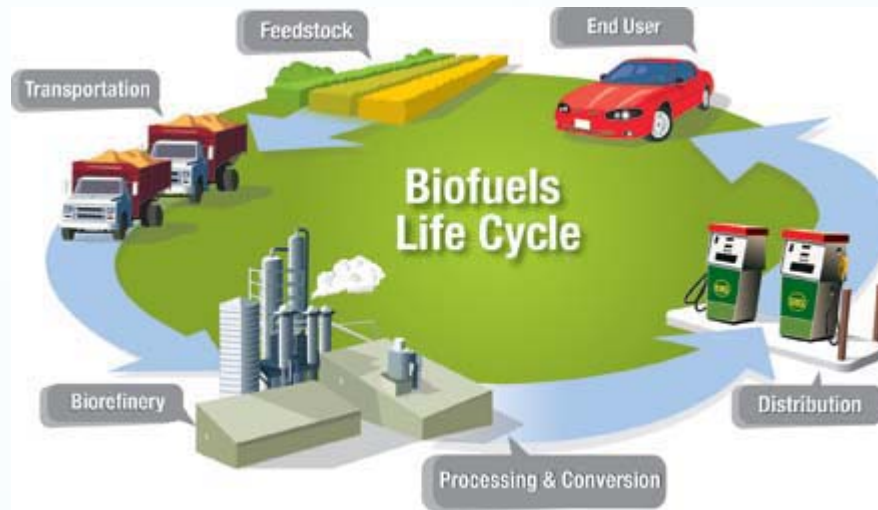 Feedstock
End User
Transportation
Biofuels
Life Cycle
Biorefinery
Distribution
Processing & Conversion